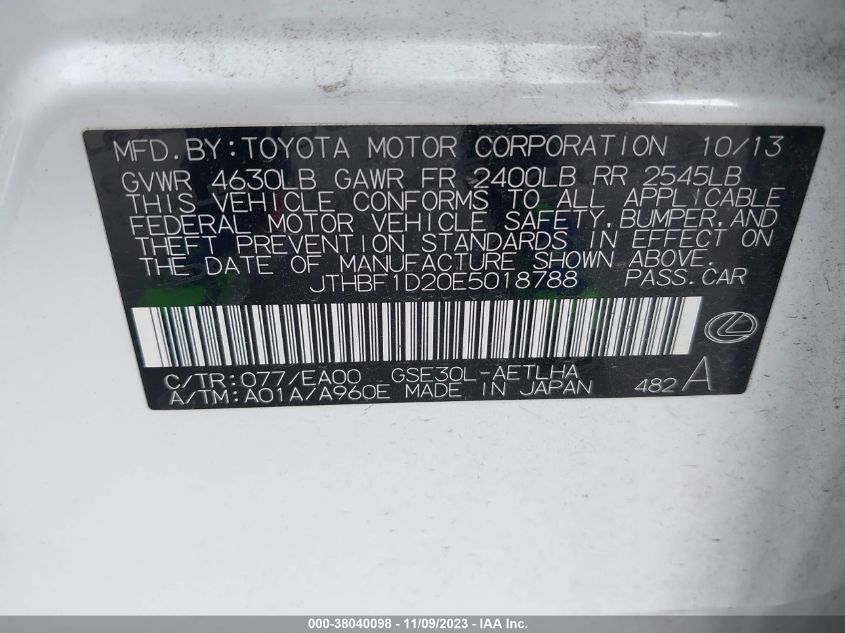 MFD.BY:TOYOTA MOTOR CORPORATION 10/13
GVWR 4630LB GAWR FR 2400LB RR 2545LB
THIS VEHICLE CONFORMS TO ALL APPLICABLE
FEDERAL MOTOR VEHICLE SAFETY,BUMPER,AND
THEFT PREVENTION STANDARDS IN EFFECT ON
THE DATE OF MANUFACTURE SHOWN ABOVE.
JTHBF1D20E5018788 PASS.CAR
C/TR:077/EA00 GSE30L-AETLHA
A/TM:A01A/A960E MADE IN JAPAN 482 A
000-38040098 - 11/09/2023 - IAA Inc.